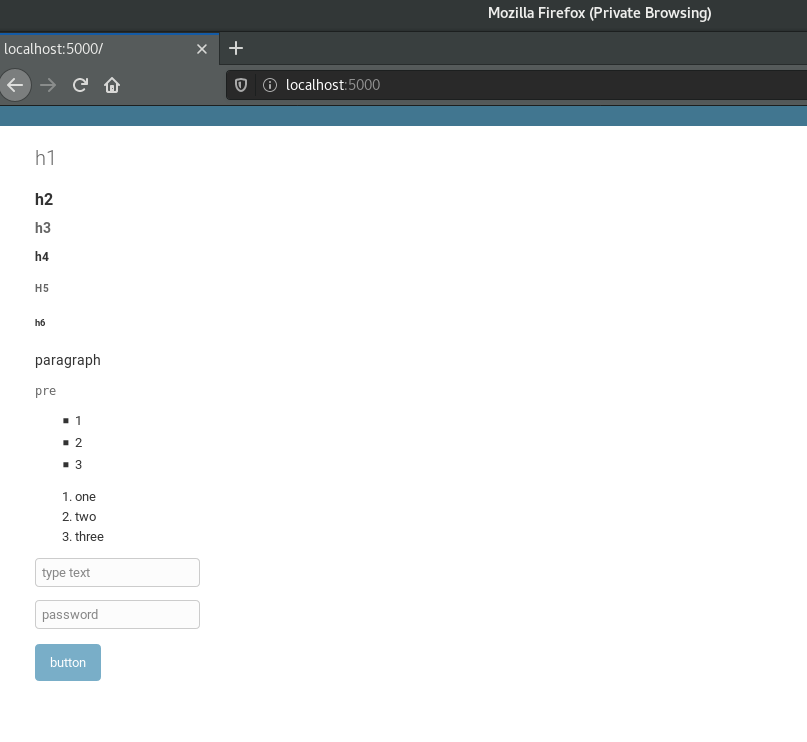 Mozilla Firefox (Private Browsing)
localhost:5000/
localhost:5000
h1
h2
h3
h4
H5
h6
paragraph
pre
1
2
3
1. one
2. two
3. three
type text
password
button